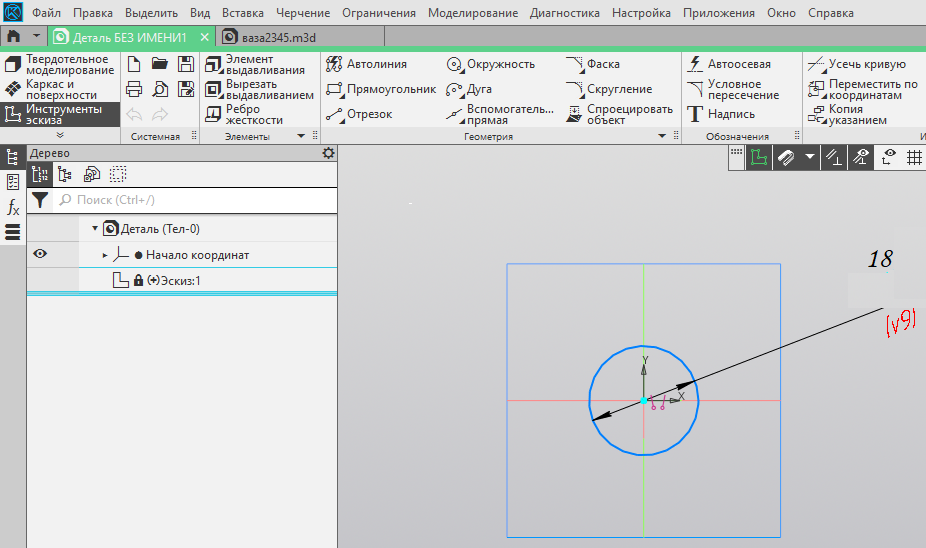 Файл Правка Выделить Вид Вставка Черчение Ограничения Моделирование Диагностика Настройка Приложения Окно Справка
Деталь БЕЗ ИМЕНИ1 ваза2345.m3d
Твердотельное моделирование
Каркас и поверхности
Инструменты эскиза
Системная
Элемент выдавливания
Вырезать выдавливанием
Ребро жесткости
Элементы
Автолиния Окружность Фаска
Прямоугольник Дуга Скругление
Отрезок Вспомогатель... прямая Спроецировать объект
Геометрия
Автоосевая
Условное пересечение
Надпись
Обозначения
Усечь кривую
Переместить по координатам
Копия указанием
И
Дерево
Поиск (Ctrl+/)
Деталь (Тел-0)
Начало координат
(+)Эскиз:1
fx
18
(v9)
Y
X